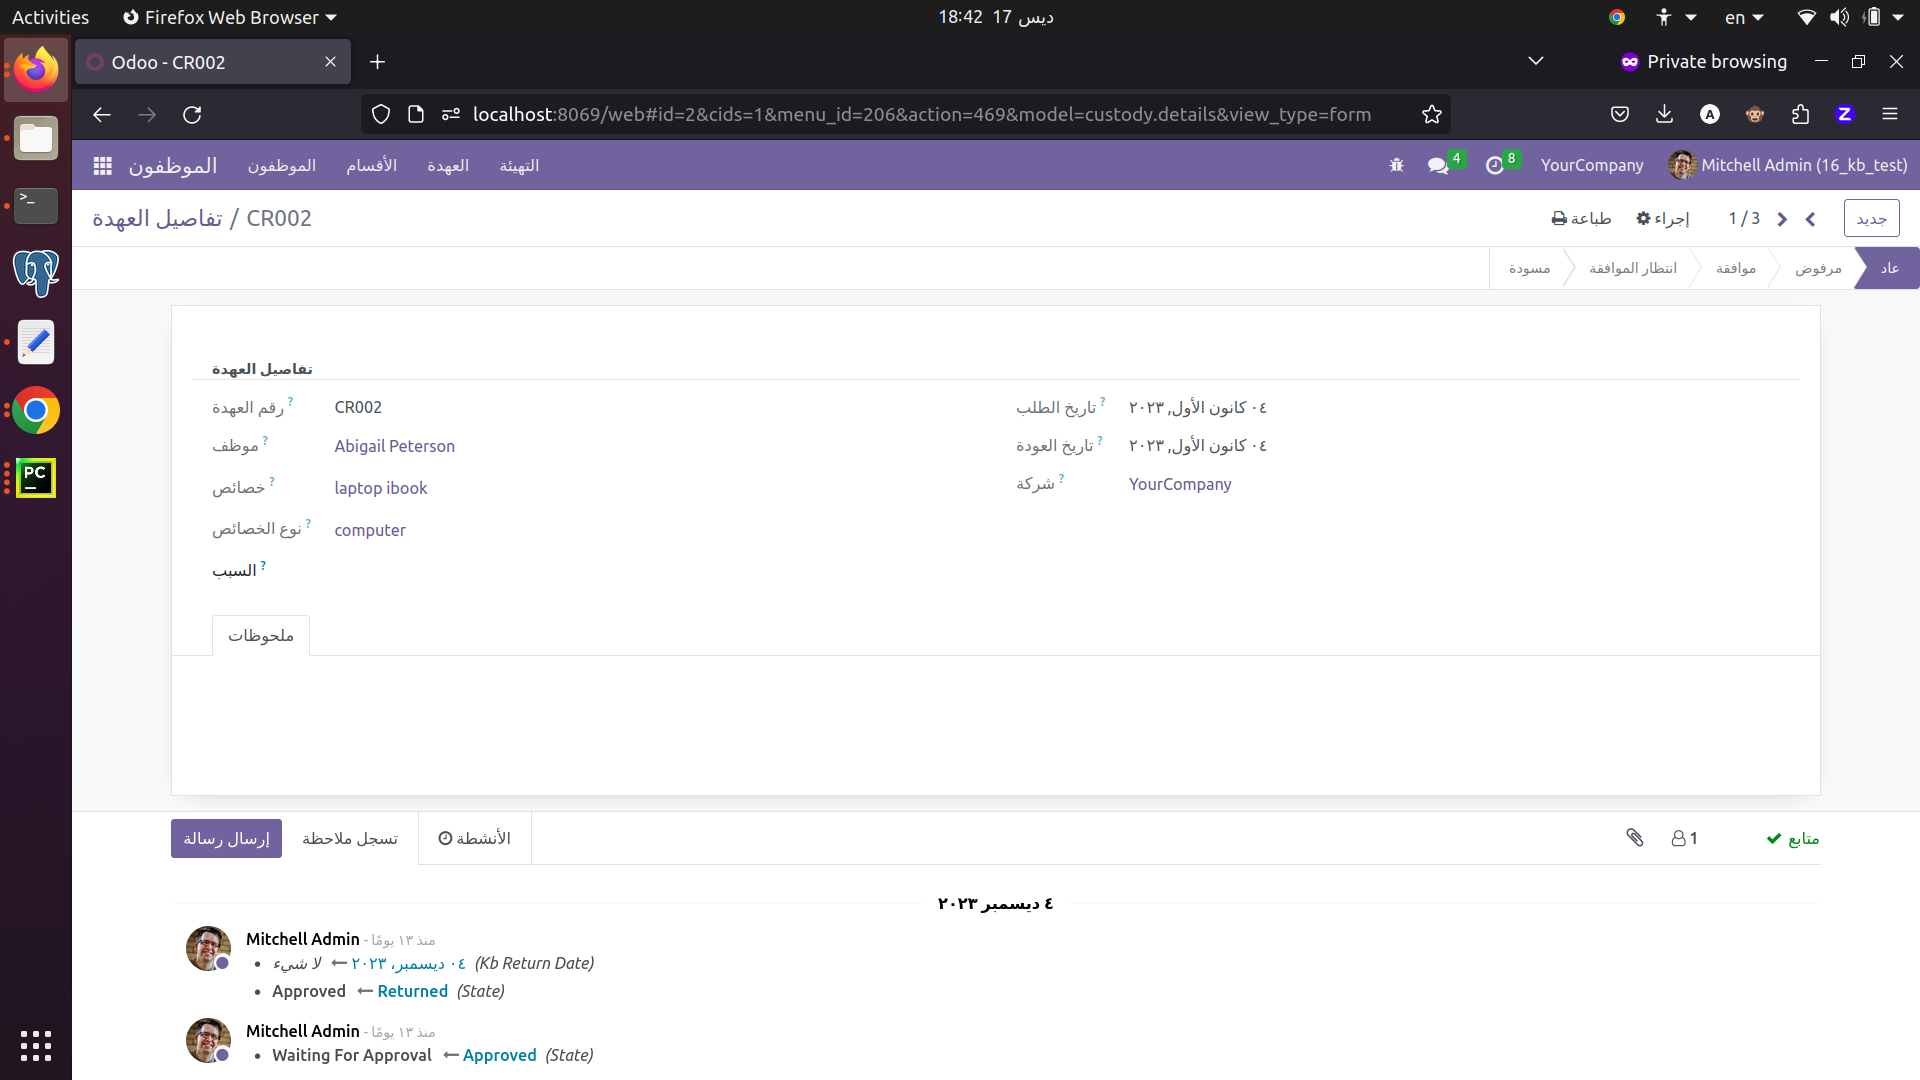 Activities
Firefox Web Browser
18:42 17 ديس
en
Odoo - CR002
Private browsing
localhost:8069/web#id=2&cids=1&menu_id=206&action=469&model=custody.details&view_type=form
الموظفون
الموظفون
الأقسام
العهدة
التهيئة
4
8
YourCompany
Mitchell Admin (16_kb_test)
تفاصيل العهدة / CR002
طباعة
إجراء
1 / 3
جديد
مسودة
انتظار الموافقة
موافقة
مرفوض
عاد
تفاصيل العهدة
رقم العهدة ?
CR002
تاريخ الطلب ?
٠٤ كانون الأول, ٢٠٢٣
موظف ?
Abigail Peterson
تاريخ العودة ?
٠٤ كانون الأول, ٢٠٢٣
خصائص ?
laptop ibook
شركة ?
YourCompany
نوع الخصائص ?
computer
السبب ?
ملحوظات
إرسال رسالة
تسجل ملاحظة
الأنشطة
1
متابع
٤ ديسمبر ٢٠٢٣
Mitchell Admin - منذ ١٣ يومًا
لا شيء ← ٠٤ ديسمبر، ٢٠٢٣ (Kb Return Date)
Approved ← Returned (State)
Mitchell Admin - منذ ١٣ يومًا
Waiting For Approval ← Approved (State)